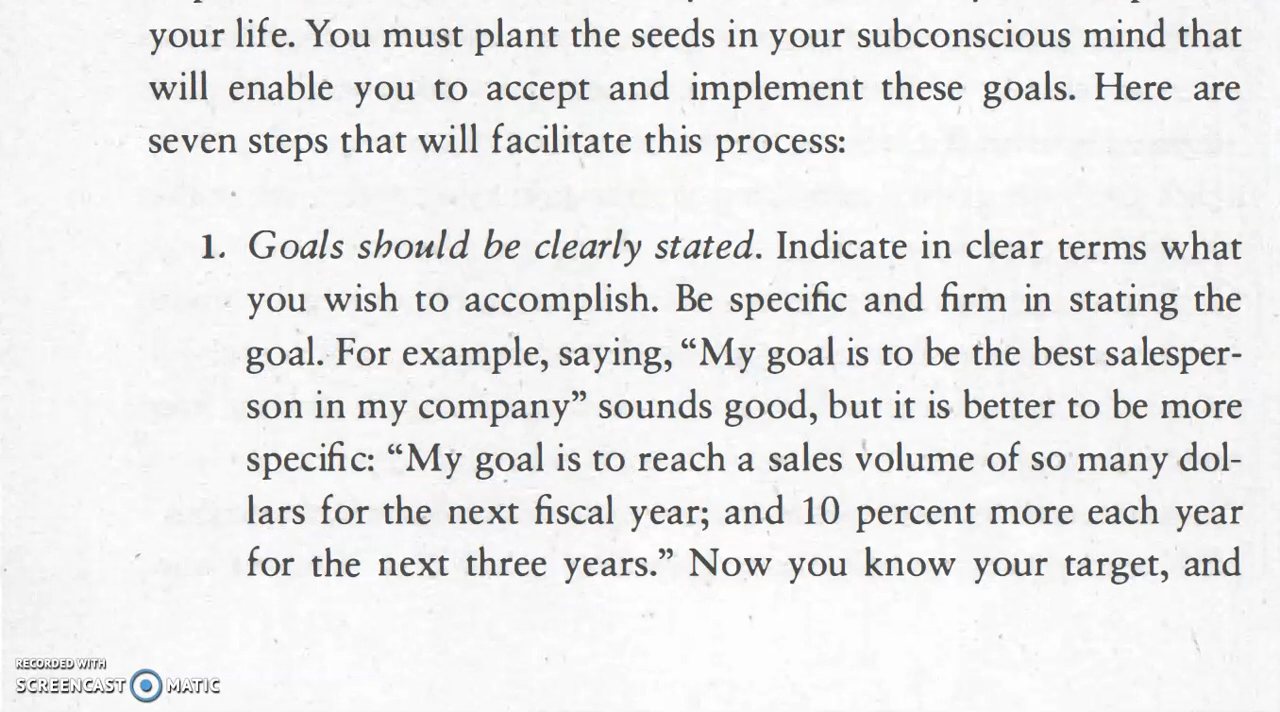 your life. You must plant the seeds in your subconscious mind that
will enable you to accept and implement these goals. Here are
seven steps that will facilitate this process:
1. Goals should be clearly stated. Indicate in clear terms what
you wish to accomplish. Be specific and firm in stating the
goal. For example, saying, “My goal is to be the best salesper-
son in my company” sounds good, but it is better to be more
specific: “My goal is to reach a sales volume of so many dol-
lars for the next fiscal year; and 10 percent more each year
for the next three years.” Now you know your target, and
RECORDED WITH
SCREENCAST MATIC